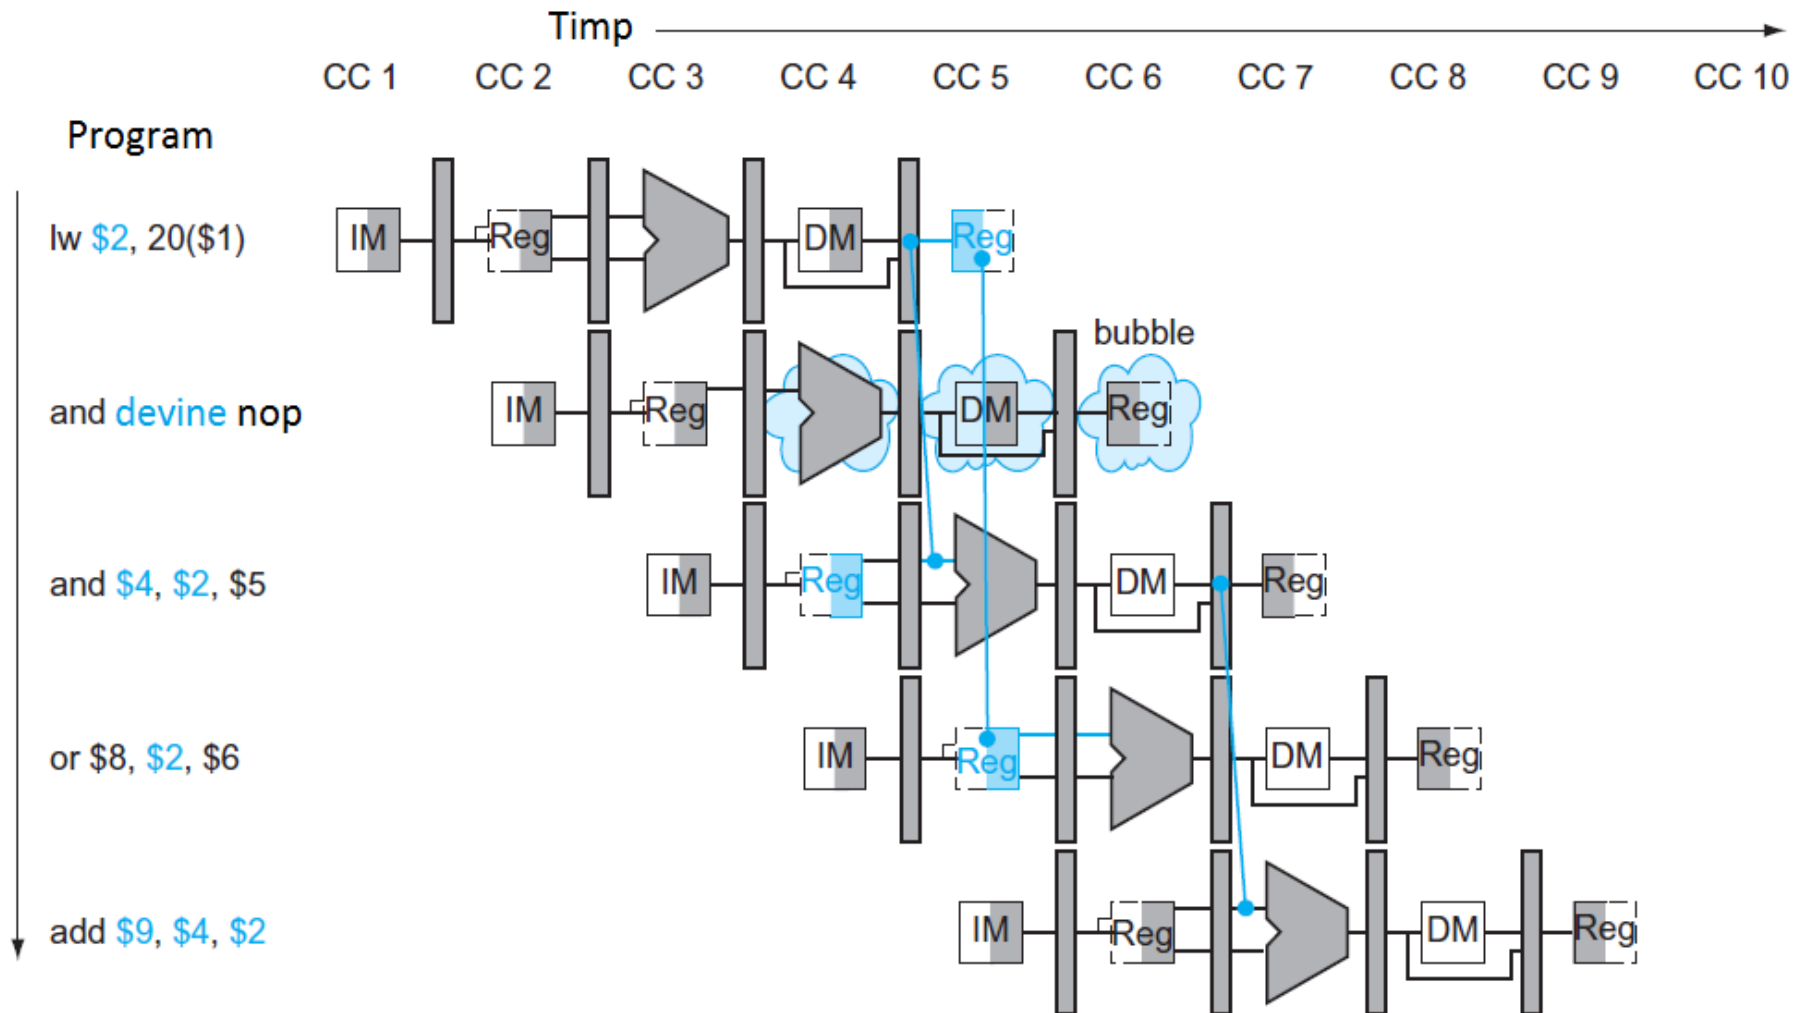 Timp
CC 1 CC 2 CC 3 CC 4 CC 5 CC 6 CC 7 CC 8 CC 9 CC 10
Program
lw $2, 20($1) IM Reg DM Reg
bubble
and devine nop IM Reg DM Reg
and $4, $2, $5 IM Reg DM Reg
or $8, $2, $6 IM Reg DM Reg
add $9, $4, $2 IM Reg DM Reg